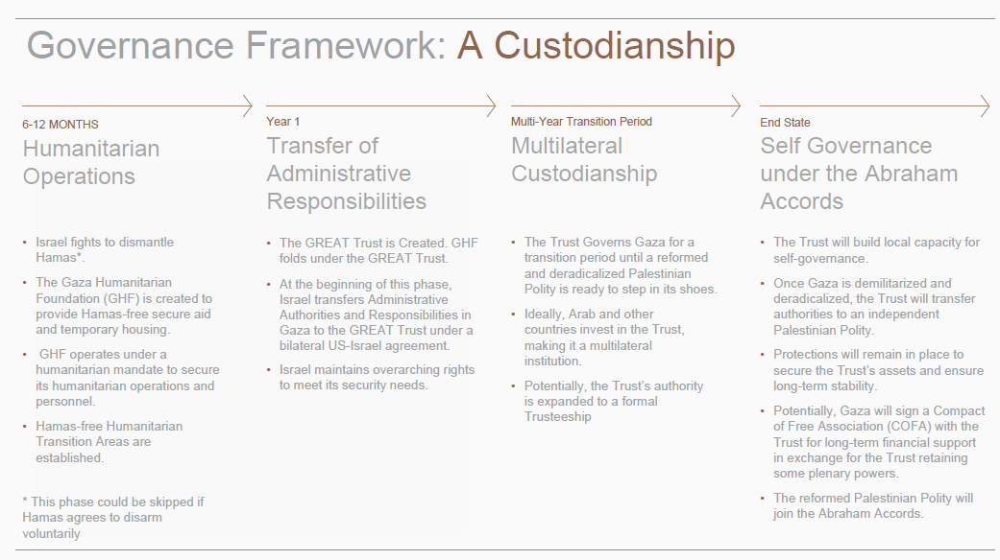 Governance Framework: A Custodianship
6-12 MONTHS
Humanitarian
Operations
• Israel fights to dismantle
Hamas*.
• The Gaza Humanitarian
Foundation (GHF) is created to
provide Hamas-free secure aid
and temporary housing.
• GHF operates under a
humanitarian mandate to secure
its humanitarian operations and
personnel.
• Hamas-free Humanitarian
Transition Areas are
established.
* This phase could be skipped if
Hamas agrees to disarm
voluntarily
Year 1
Transfer of
Administrative
Responsibilities
• The GREAT Trust is Created. GHF
folds under the GREAT Trust.
• At the beginning of this phase,
Israel transfers Administrative
Authorities and Responsibilities in
Gaza to the GREAT Trust under a
bilateral US-Israel agreement.
• Israel maintains overarching rights
to meet its security needs.
Multi-Year Transition Period
Multilateral
Custodianship
• The Trust Governs Gaza for a
transition period until a reformed
and deradicalized Palestinian
Polity is ready to step in its shoes.
• Ideally, Arab and other
countries invest in the Trust,
making it a multilateral
institution.
• Potentially, the Trust's authority
is expanded to a formal
Trusteeship
End State
Self Governance
under the Abraham
Accords
• The Trust will build local capacity for
self-governance.
• Once Gaza is demilitarized and
deradicalized, the Trust will transfer
authorities to an independent
Palestinian Polity.
• Protections will remain in place to
secure the Trust's assets and ensure
long-term stability.
• Potentially, Gaza will sign a Compact
of Free Association (COFA) with the
Trust for long-term financial support
in exchange for the Trust retaining
some plenary powers.
• The reformed Palestinian Polity will
join the Abraham Accords.